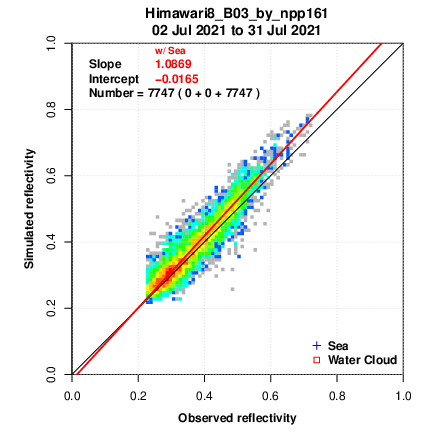 Himawari8_B03_by_npp161
02 Jul 2021 to 31 Jul 2021
w/ Sea
Slope 1.0869
Intercept −0.0165
Number = 7747 ( 0 + 0 + 7747 )
1.0
0.8
0.6
0.4
0.2
0.0
Simulated reflectivity
Sea
Water Cloud
0.0 0.2 0.4 0.6 0.8 1.0
Observed reflectivity